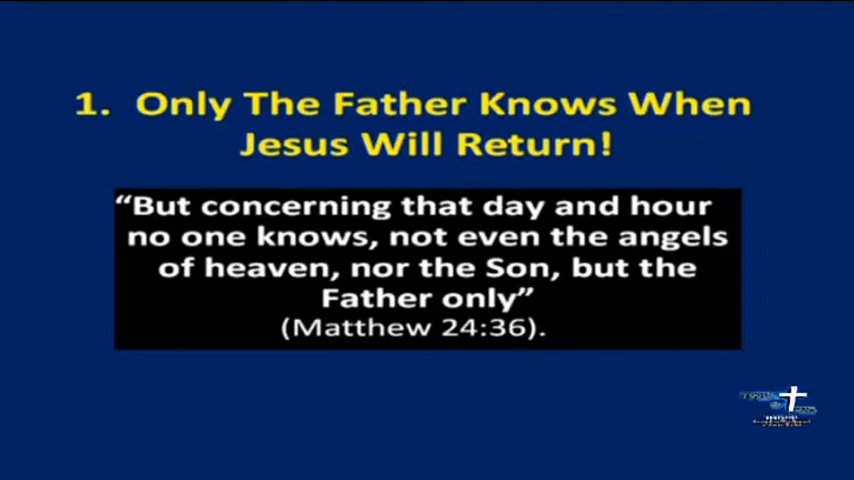 1. Only The Father Knows When
Jesus Will Return!
“But concerning that day and hour
no one knows, not even the angels
of heaven, nor the Son, but the
Father only”
(Matthew 24:36).